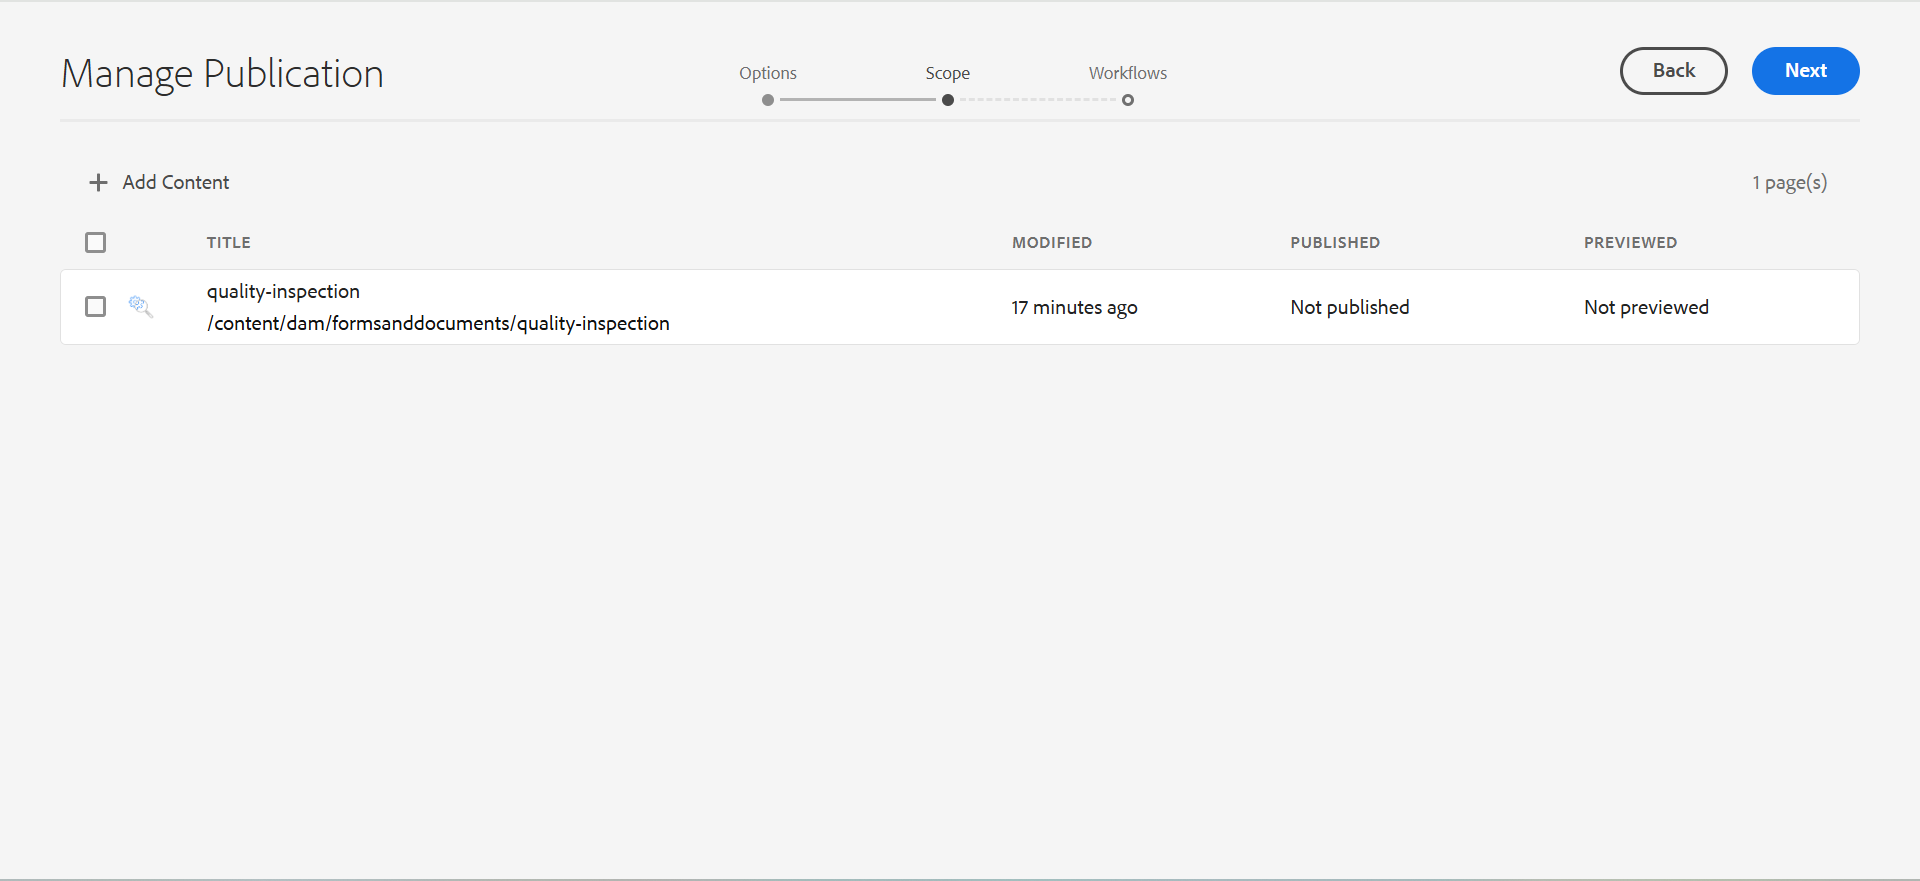 Manage Publication
Options
Scope
Workflows
Back
Next
Add Content
1 page(s)
TITLE
MODIFIED
PUBLISHED
PREVIEWED
quality-inspection
/content/dam/formsanddocuments/quality-inspection
17 minutes ago
Not published
Not previewed